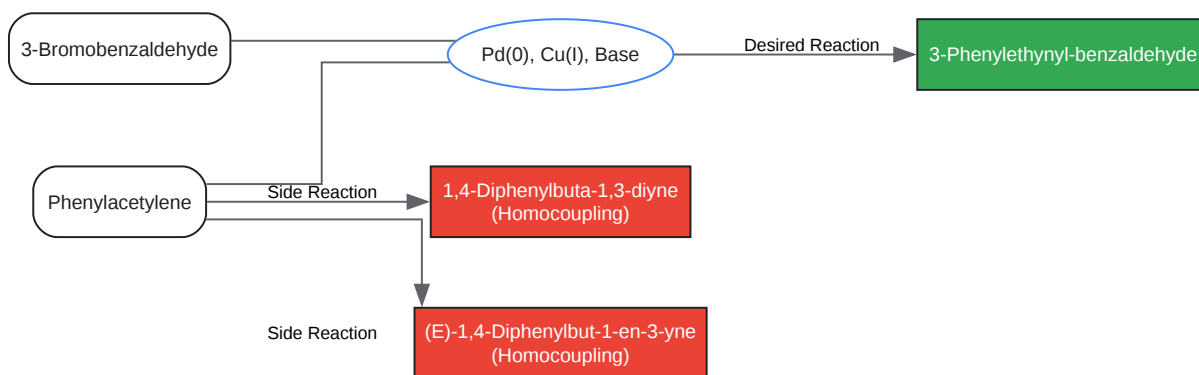 3-Bromobenzaldehyde
Pd(0), Cu(I), Base
Desired Reaction
3-Phenylethynyl-benzaldehyde
Phenylacetylene
Side Reaction
1,4-Diphenylbuta-1,3-diyne
(Homocoupling)
Side Reaction
(E)-1,4-Diphenylbut-1-en-3-yne
(Homocoupling)